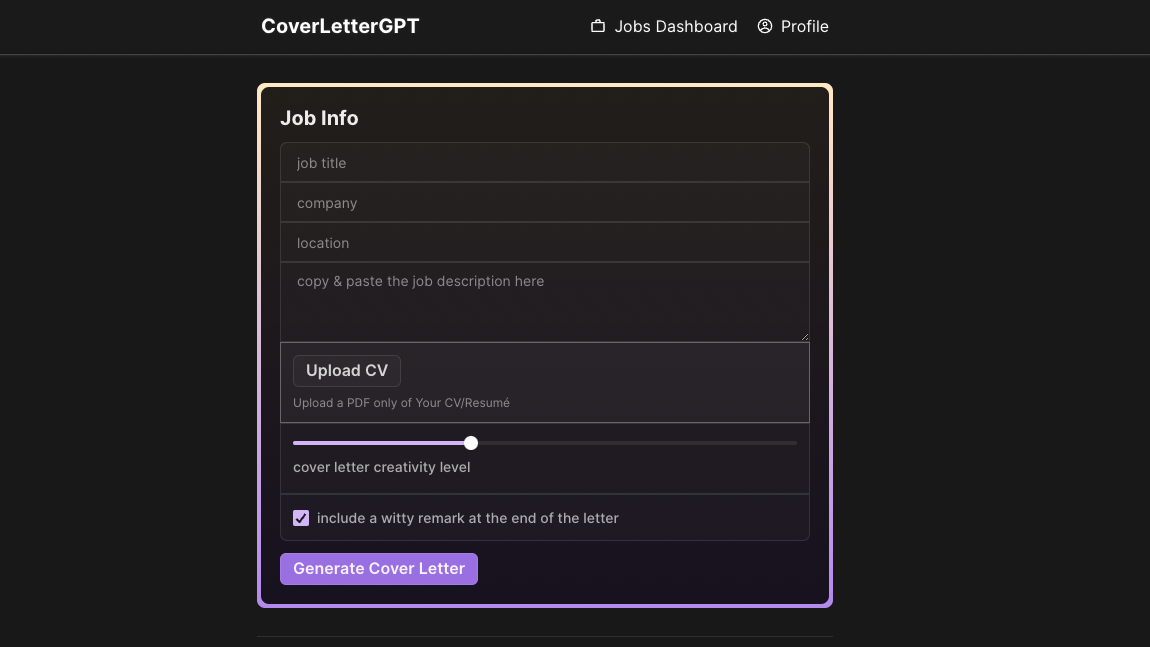 CoverLetterGPT
Jobs Dashboard
Profile
Job Info
job title
company
location
copy & paste the job description here
Upload CV
Upload a PDF only of Your CV/Resumé
cover letter creativity level
include a witty remark at the end of the letter
Generate Cover Letter